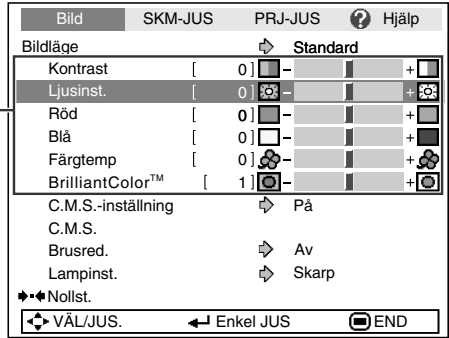 Bild SKM-JUS PRJ-JUS ? Hjälp
Bildläge Standard
Kontrast [ 0] – +
Ljusinst. [ 0] – +
Röd [ 0] – +
Blå [ 0] – +
Färgtemp [ 0] – +
BrilliantColor™ [ 1] – +
C.M.S.-inställning På
C.M.S.
Brusred. Av
Lampinst. Skarp
Nollst.
VÄL/JUS. Enkel JUS END